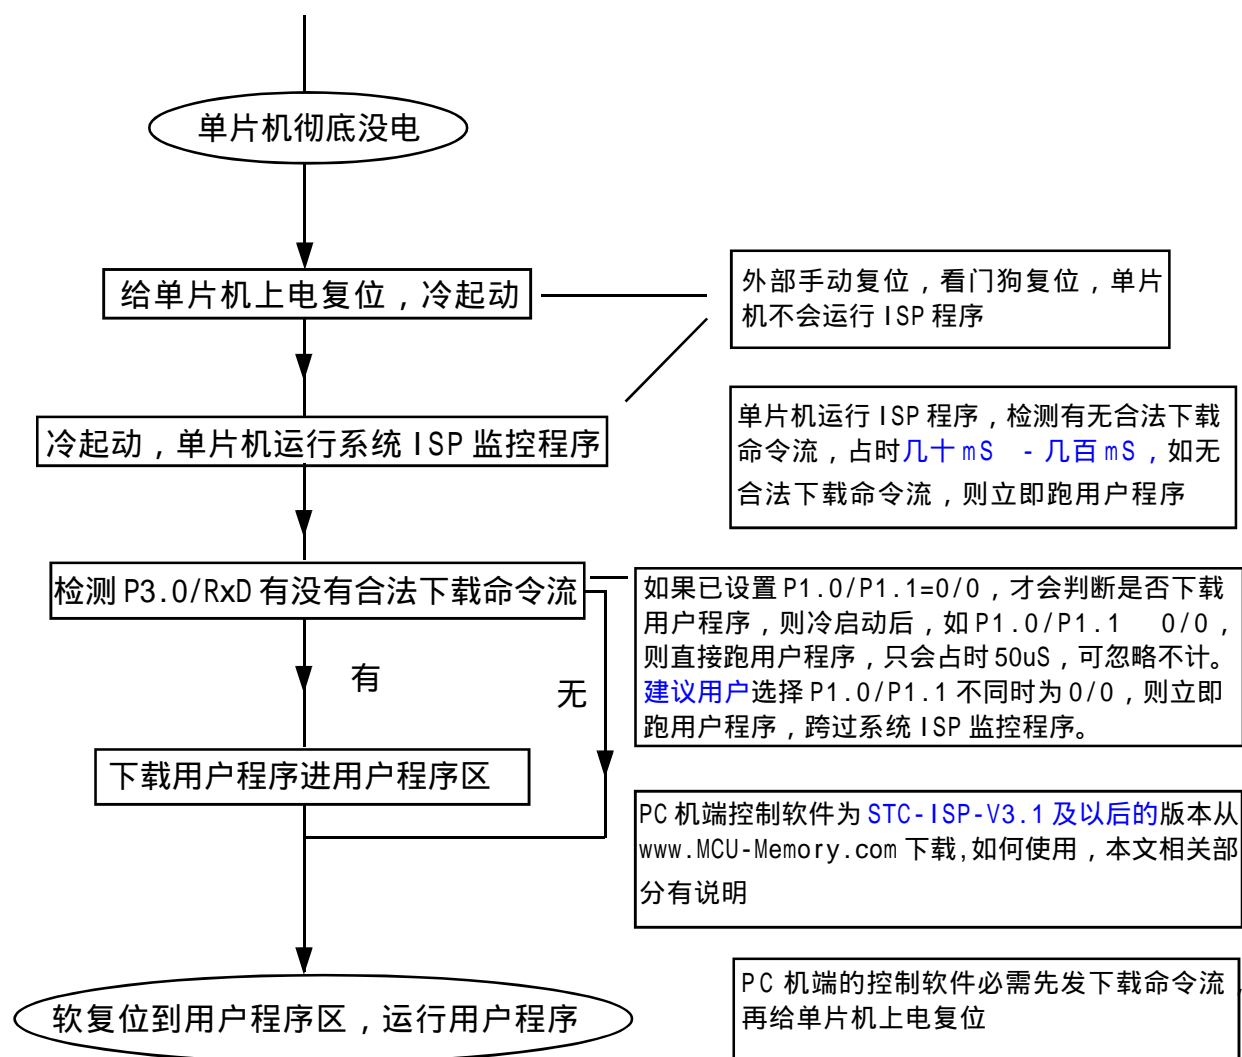 单片机彻底没电
给单片机上电复位，冷起动
外部手动复位，看门狗复位，单片
机不会运行 ISP 程序
冷起动，单片机运行系统 ISP 监控程序
单片机运行 ISP 程序，检测有无合法下载
命令流，占时几十 mS - 几百 mS，如无
合法下载命令流，则立即跑用户程序
检测 P3.0/RxD 有没有合法下载命令流
如果已设置 P1.0/P1.1=0/0，才会判断是否下载
用户程序，则冷启动后，如 P1.0/P1.1 0/0，
则直接跑用户程序，只会占时 50uS，可忽略不计。
建议用户选择 P1.0/P1.1 不同时为 0/0，则立即
跑用户程序，跨过系统 ISP 监控程序。
有
无
下载用户程序进用户程序区
PC 机端控制软件为 STC-ISP-V3.1 及以后的版本从
www.MCU-Memory.com 下载,如何使用，本文相关部
分有说明
软复位到用户程序区，运行用户程序
PC 机端的控制软件必需先发下载命令流，
再给单片机上电复位